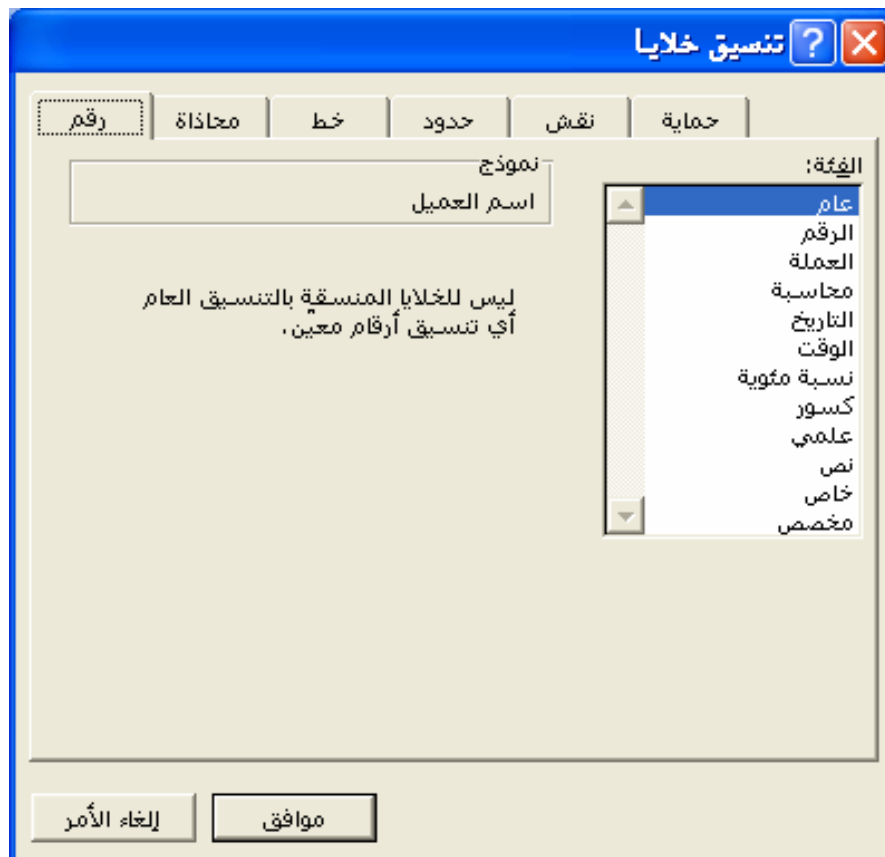 تنسيق خلايا
رقم
محاذاة
خط
حدود
نقش
حماية
الفئة:
عام
الرقم
العملة
محاسبة
التاريخ
الوقت
نسبة مئوية
كسور
علمي
نص
خاص
مخصص
نموذج
اسم العميل
ليس للخلايا المنسقة بالتنسيق العام
أي تنسيق أرقام معين.
موافق
إلغاء الأمر